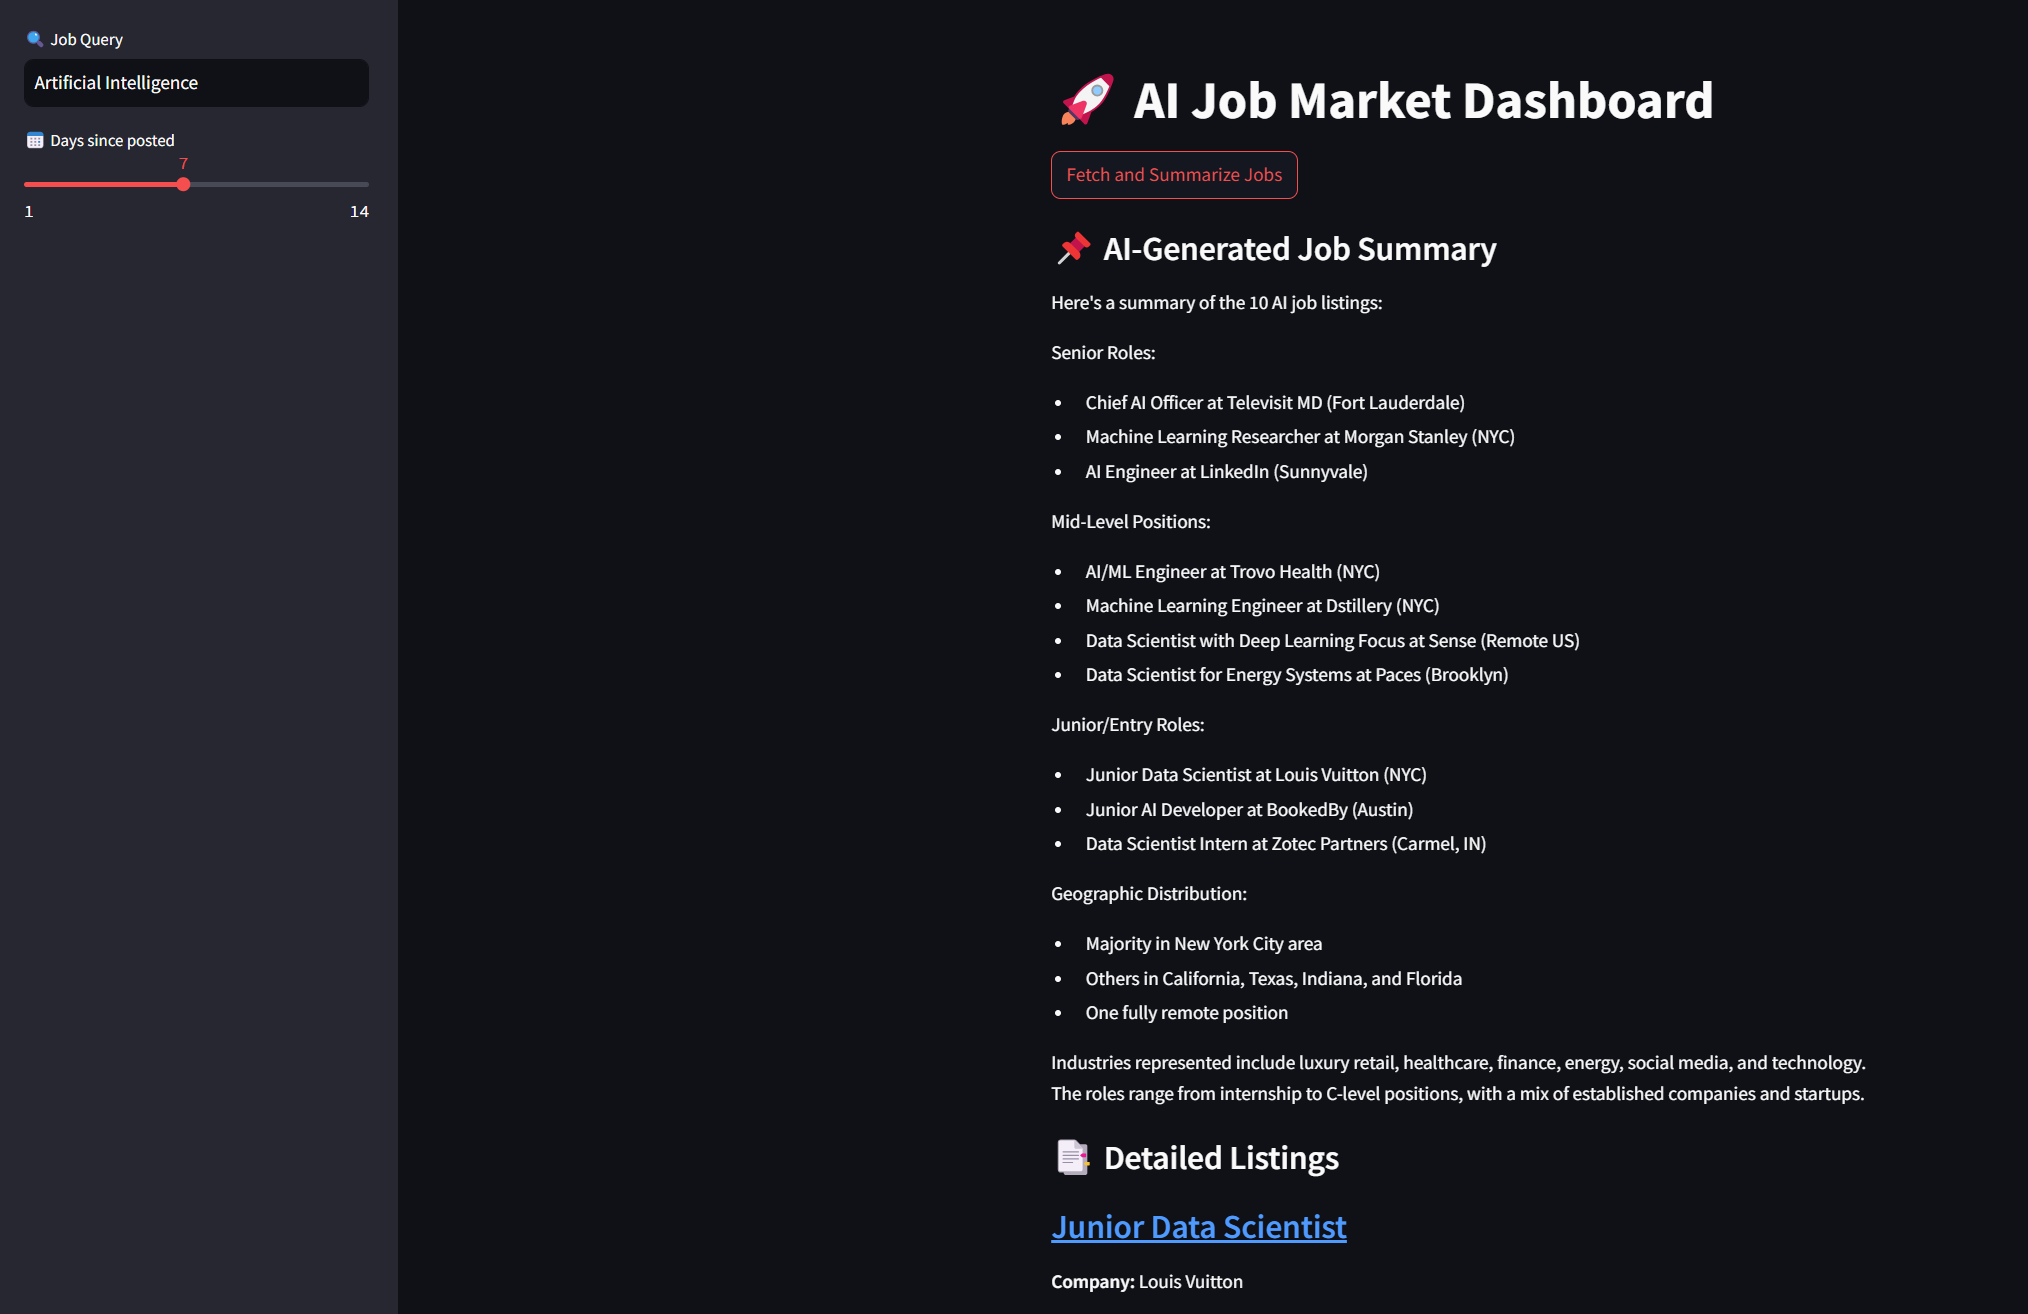 Job Query
Artificial Intelligence
Days since posted
7
1
14
AI Job Market Dashboard
Fetch and Summarize Jobs
AI-Generated Job Summary
Here's a summary of the 10 AI job listings:
Senior Roles:
• Chief AI Officer at Televisit MD (Fort Lauderdale)
• Machine Learning Researcher at Morgan Stanley (NYC)
• AI Engineer at LinkedIn (Sunnyvale)
Mid-Level Positions:
• AI/ML Engineer at Trovo Health (NYC)
• Machine Learning Engineer at Dstillery (NYC)
• Data Scientist with Deep Learning Focus at Sense (Remote US)
• Data Scientist for Energy Systems at Paces (Brooklyn)
Junior/Entry Roles:
• Junior Data Scientist at Louis Vuitton (NYC)
• Junior AI Developer at BookedBy (Austin)
• Data Scientist Intern at Zotec Partners (Carmel, IN)
Geographic Distribution:
• Majority in New York City area
• Others in California, Texas, Indiana, and Florida
• One fully remote position
Industries represented include luxury retail, healthcare, finance, energy, social media, and technology.
The roles range from internship to C-level positions, with a mix of established companies and startups.
Detailed Listings
Junior Data Scientist
Company: Louis Vuitton